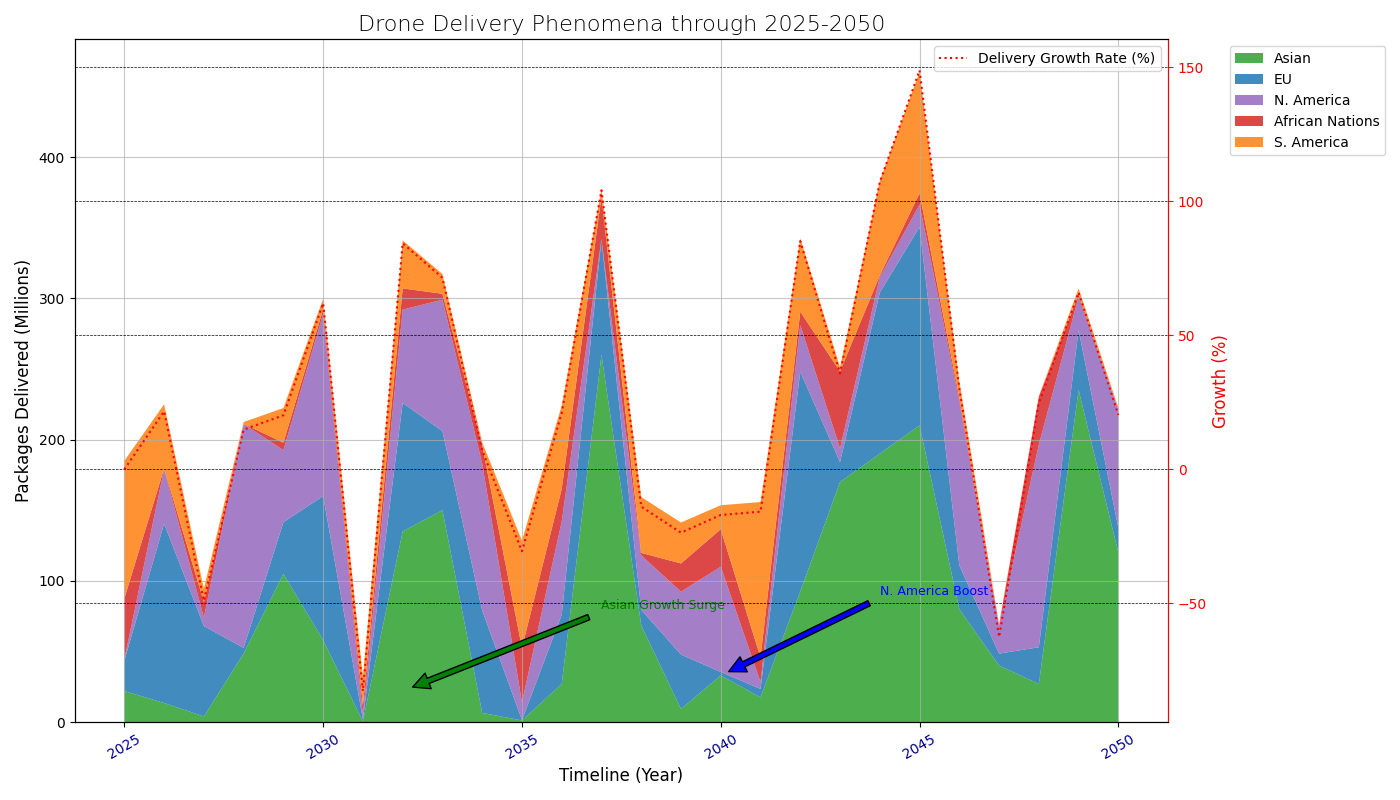 Drone Delivery Phenomena through 2025-2050
Delivery Growth Rate (%)
Asian
EU
N. America
African Nations
S. America
Packages Delivered (Millions)
400
300
200
100
0
150
100
50
0
−50
Growth (%)
Asian Growth Surge
N. America Boost
2025
2030
2035
2040
2045
2050
Timeline (Year)